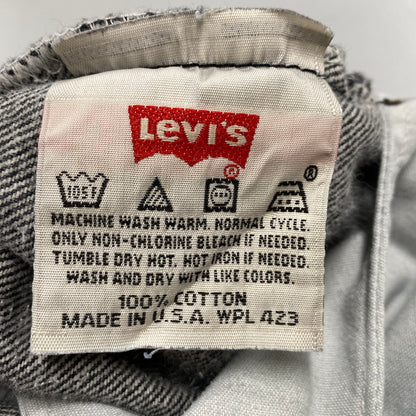 LEVI'S
®
105F
®
MACHINE WASH WARM. NORMAL CYCLE.
ONLY NON-CHLORINE BLEACH IF NEEDED.
TUMBLE DRY HOT. HOT IRON IF NEEDED.
WASH AND DRY WITH LIKE COLORS.
100% COTTON
MADE IN U.S.A. WPL 423